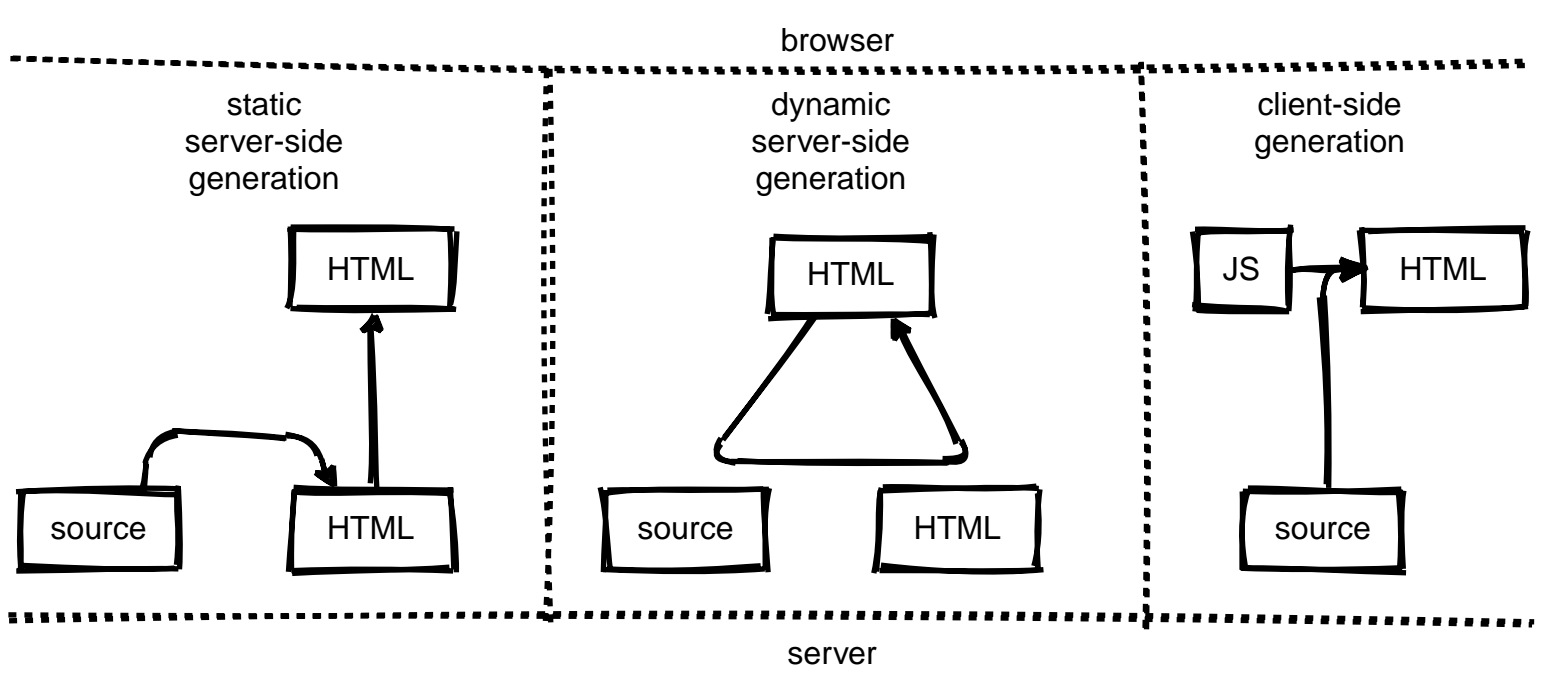 browser
static
server-side
generation
HTML
source
HTML
dynamic
server-side
generation
HTML
source
HTML
client-side
generation
JS
HTML
source
server